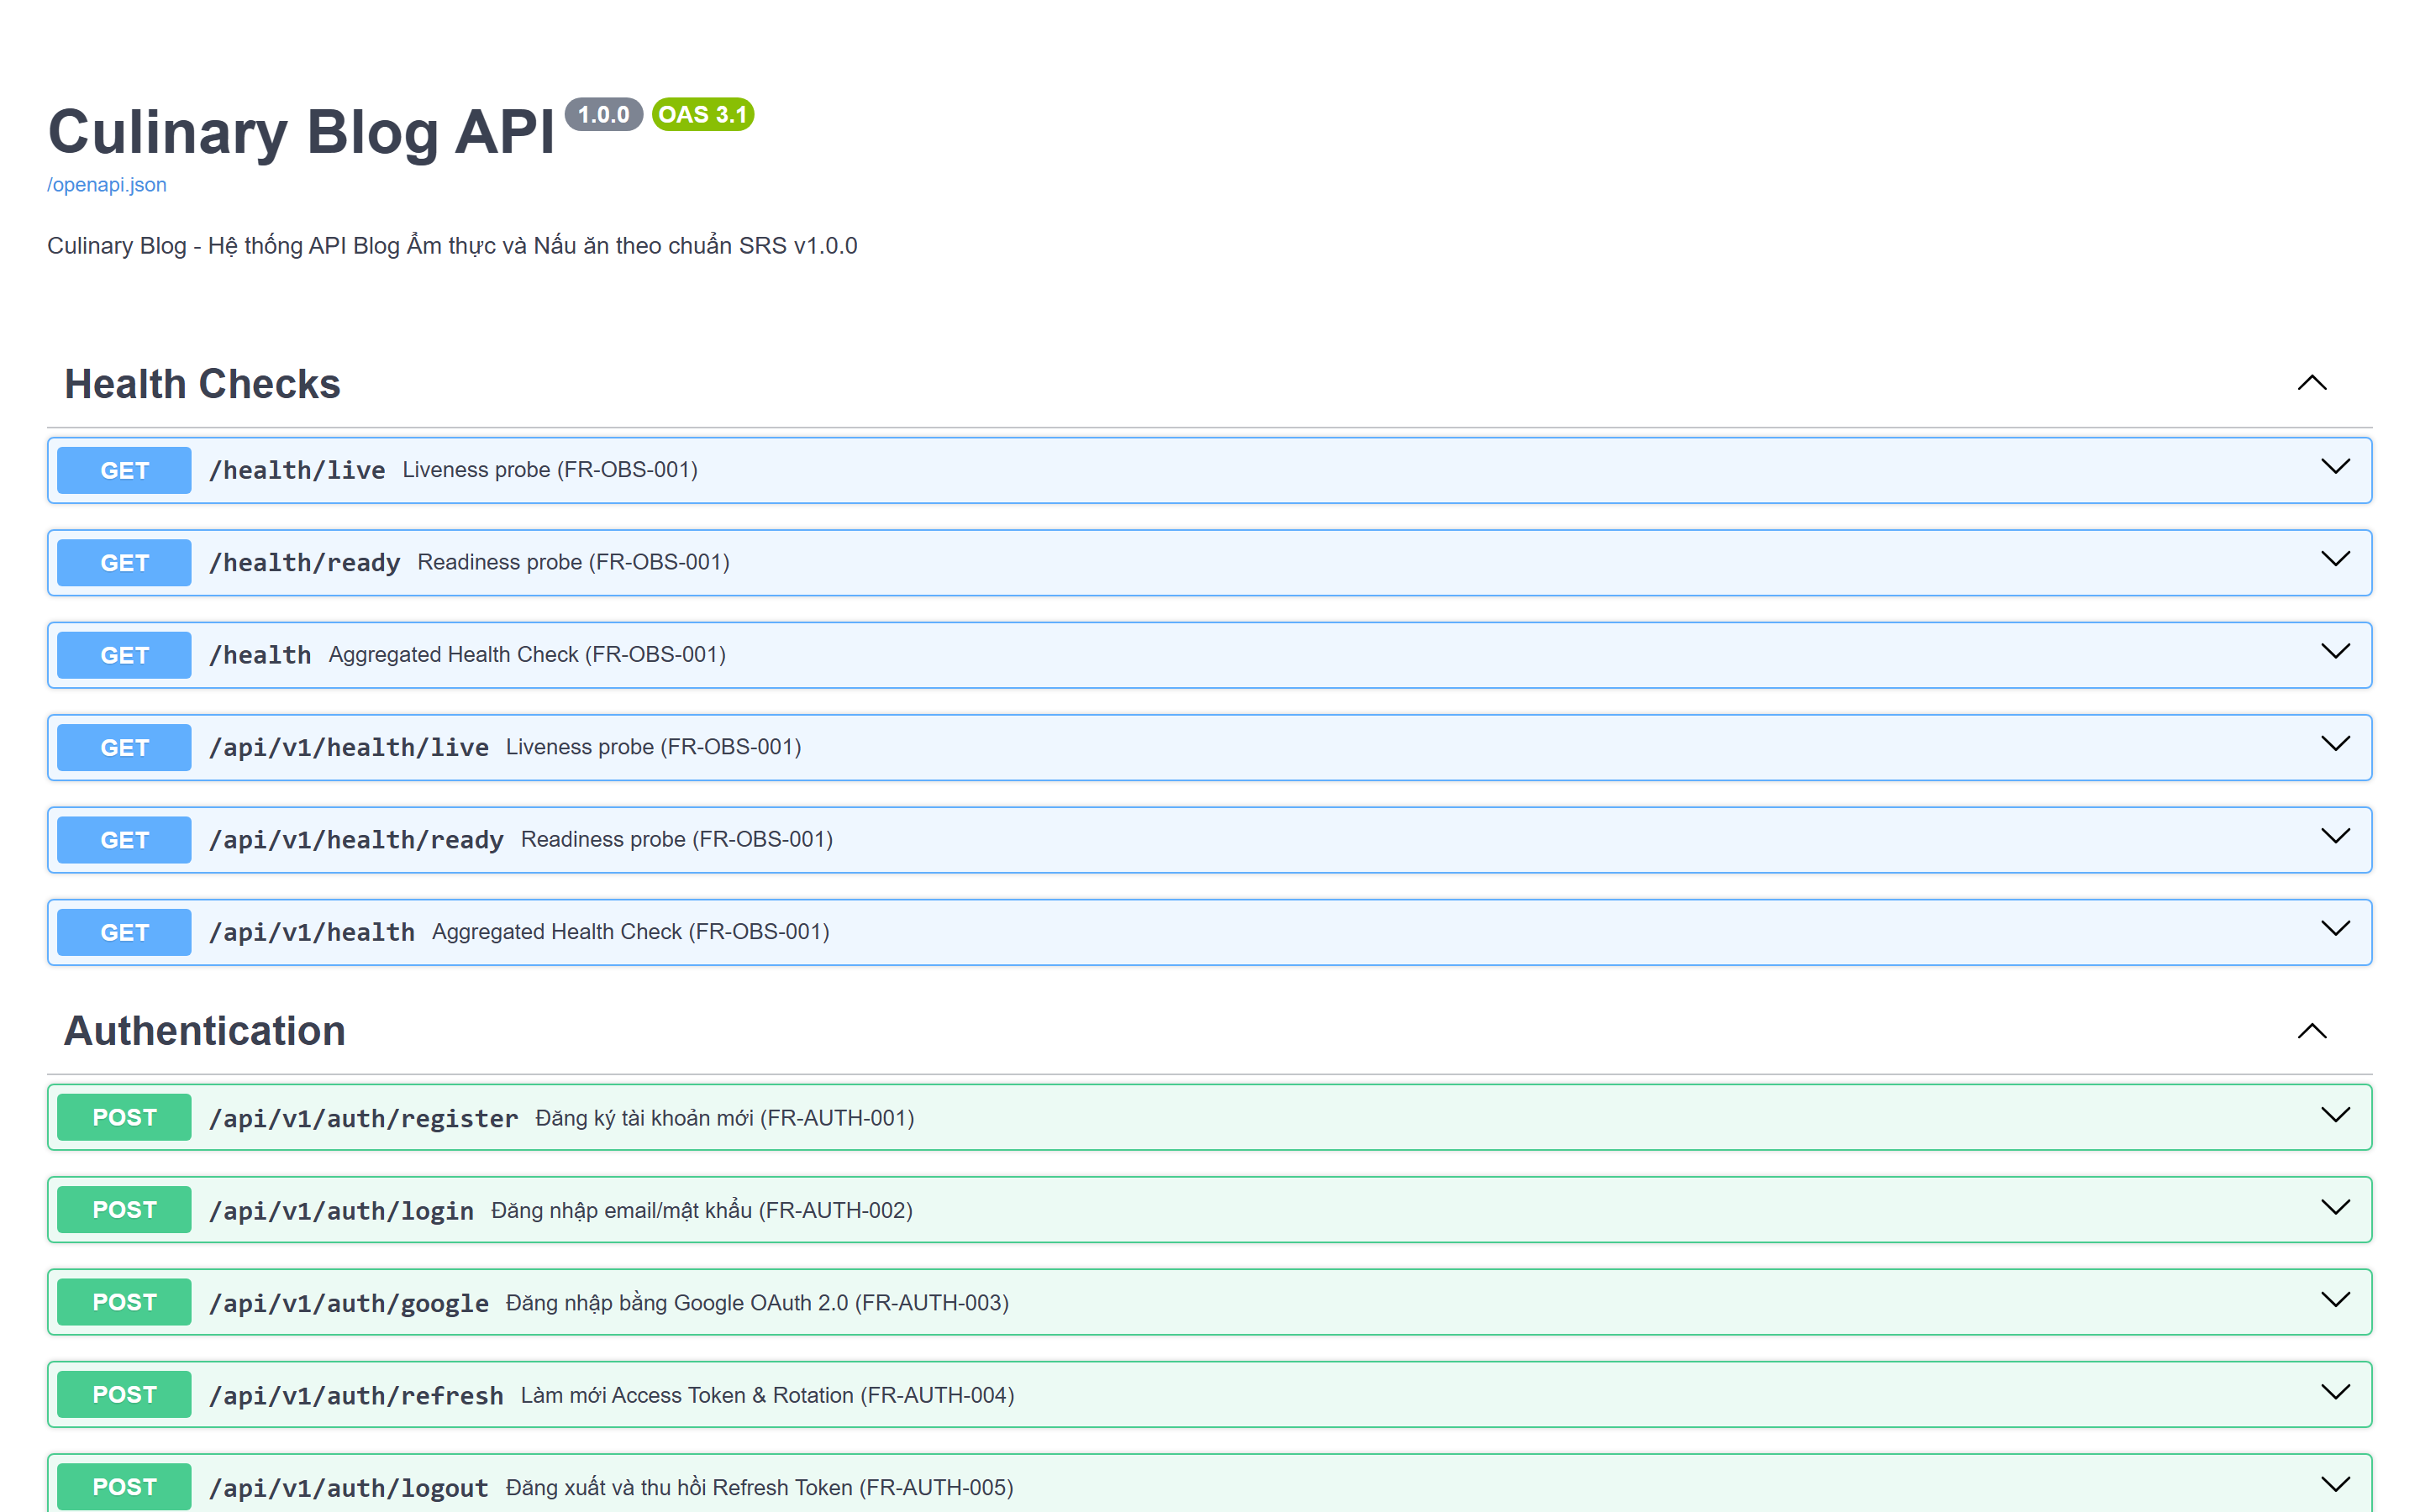 Culinary Blog API 1.0.0 OAS 3.1
/openapi.json
Culinary Blog - Hệ thống API Blog Ẩm thực và Nấu ăn theo chuẩn SRS v1.0.0
Health Checks
GET /health/live Liveness probe (FR-OBS-001)
GET /health/ready Readiness probe (FR-OBS-001)
GET /health Aggregated Health Check (FR-OBS-001)
GET /api/v1/health/live Liveness probe (FR-OBS-001)
GET /api/v1/health/ready Readiness probe (FR-OBS-001)
GET /api/v1/health Aggregated Health Check (FR-OBS-001)
Authentication
POST /api/v1/auth/register Đăng ký tài khoản mới (FR-AUTH-001)
POST /api/v1/auth/login Đăng nhập email/mật khẩu (FR-AUTH-002)
POST /api/v1/auth/google Đăng nhập bằng Google OAuth 2.0 (FR-AUTH-003)
POST /api/v1/auth/refresh Làm mới Access Token & Rotation (FR-AUTH-004)
POST /api/v1/auth/logout Đăng xuất và thu hồi Refresh Token (FR-AUTH-005)